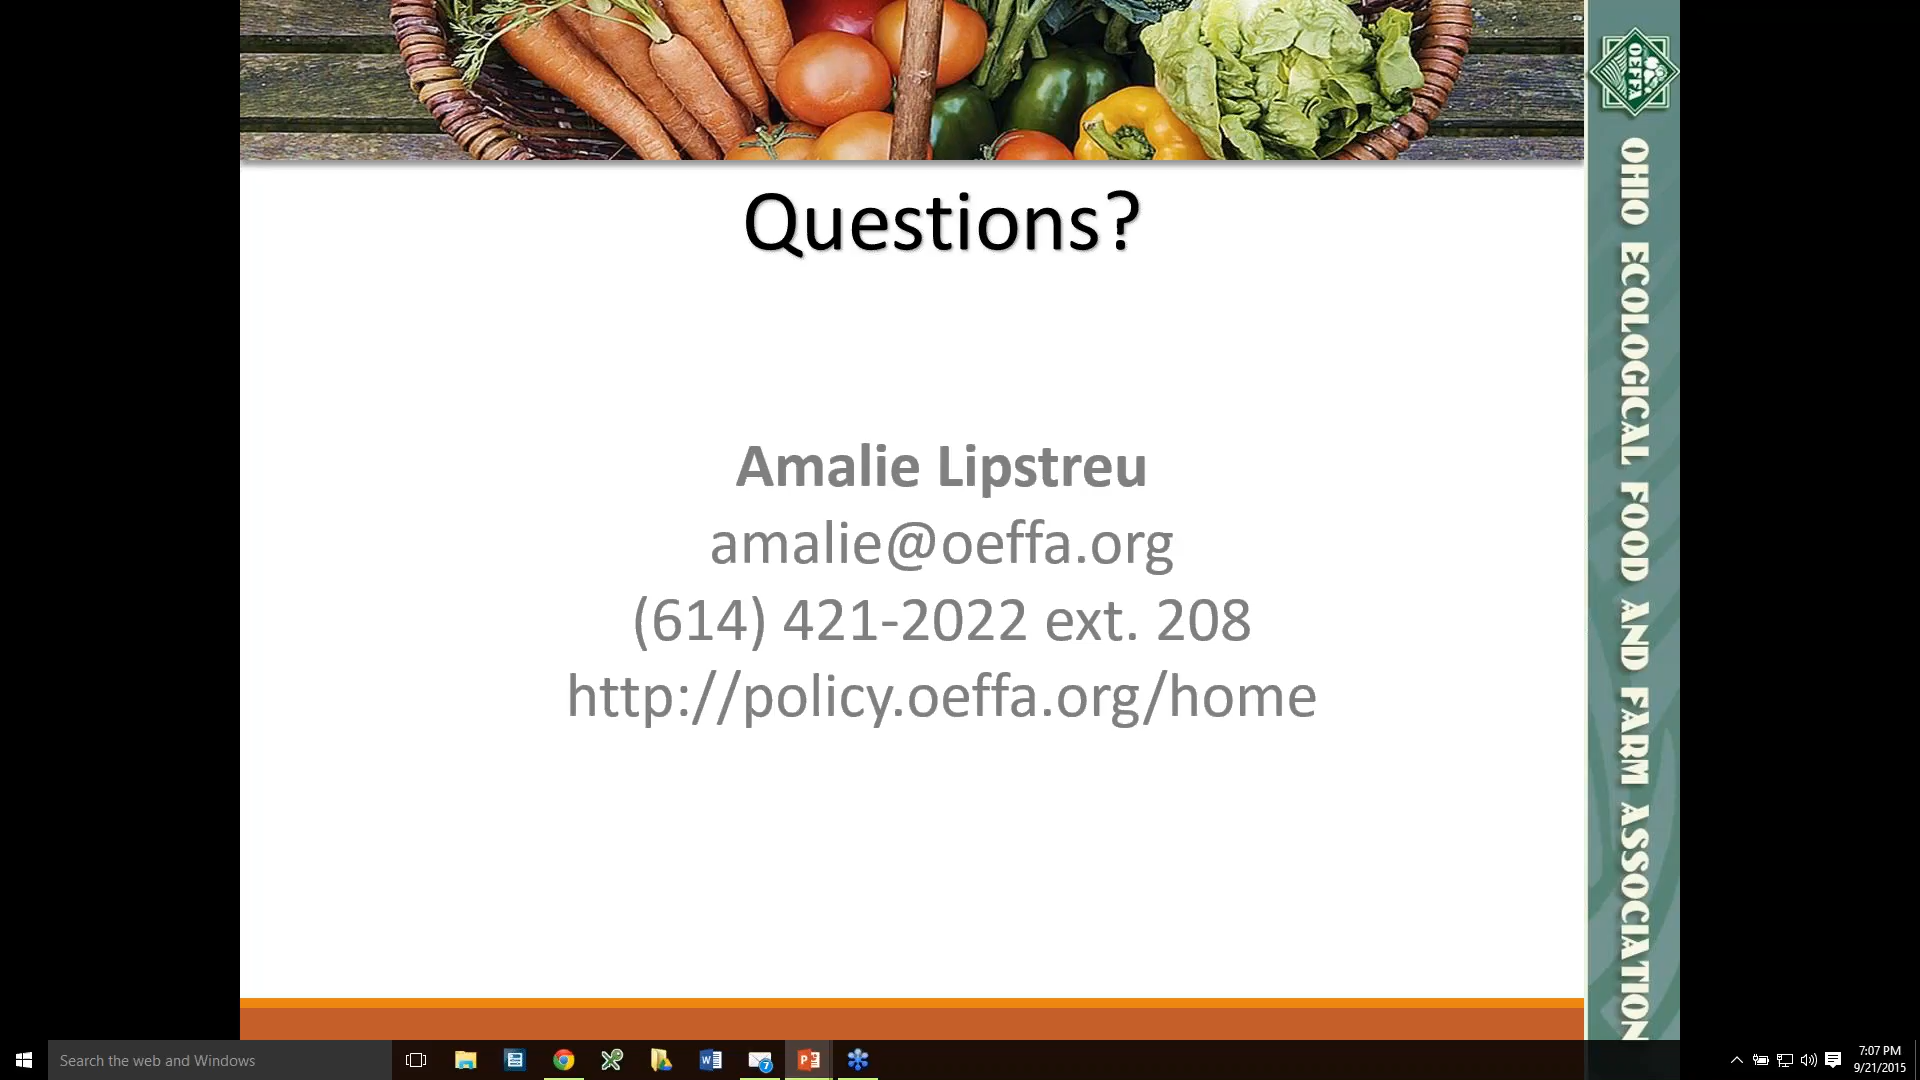 Questions?
Amalie Lipstreu
amalie@oeffa.org
(614) 421-2022 ext. 208
http://policy.oeffa.org/home
OEFFA
OHIO ECOLOGICAL FOOD AND FARM ASSOCIATION
Search the web and Windows
7
7:07 PM
9/21/2015